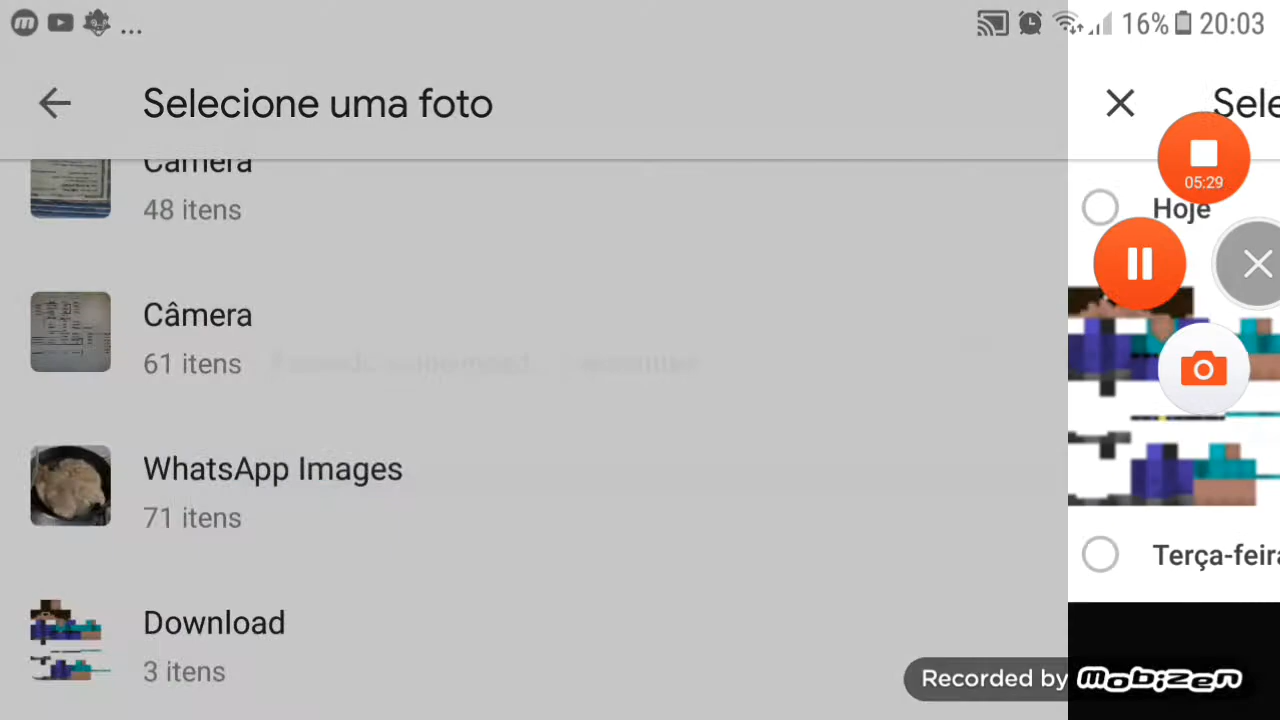 m ... 16% 20:03
Selecione uma foto
Sele
05:29
Câmera
48 itens
Hoje
Câmera
61 itens
WhatsApp Images
71 itens
Terça-feira
Download
3 itens
Recorded by mobizen